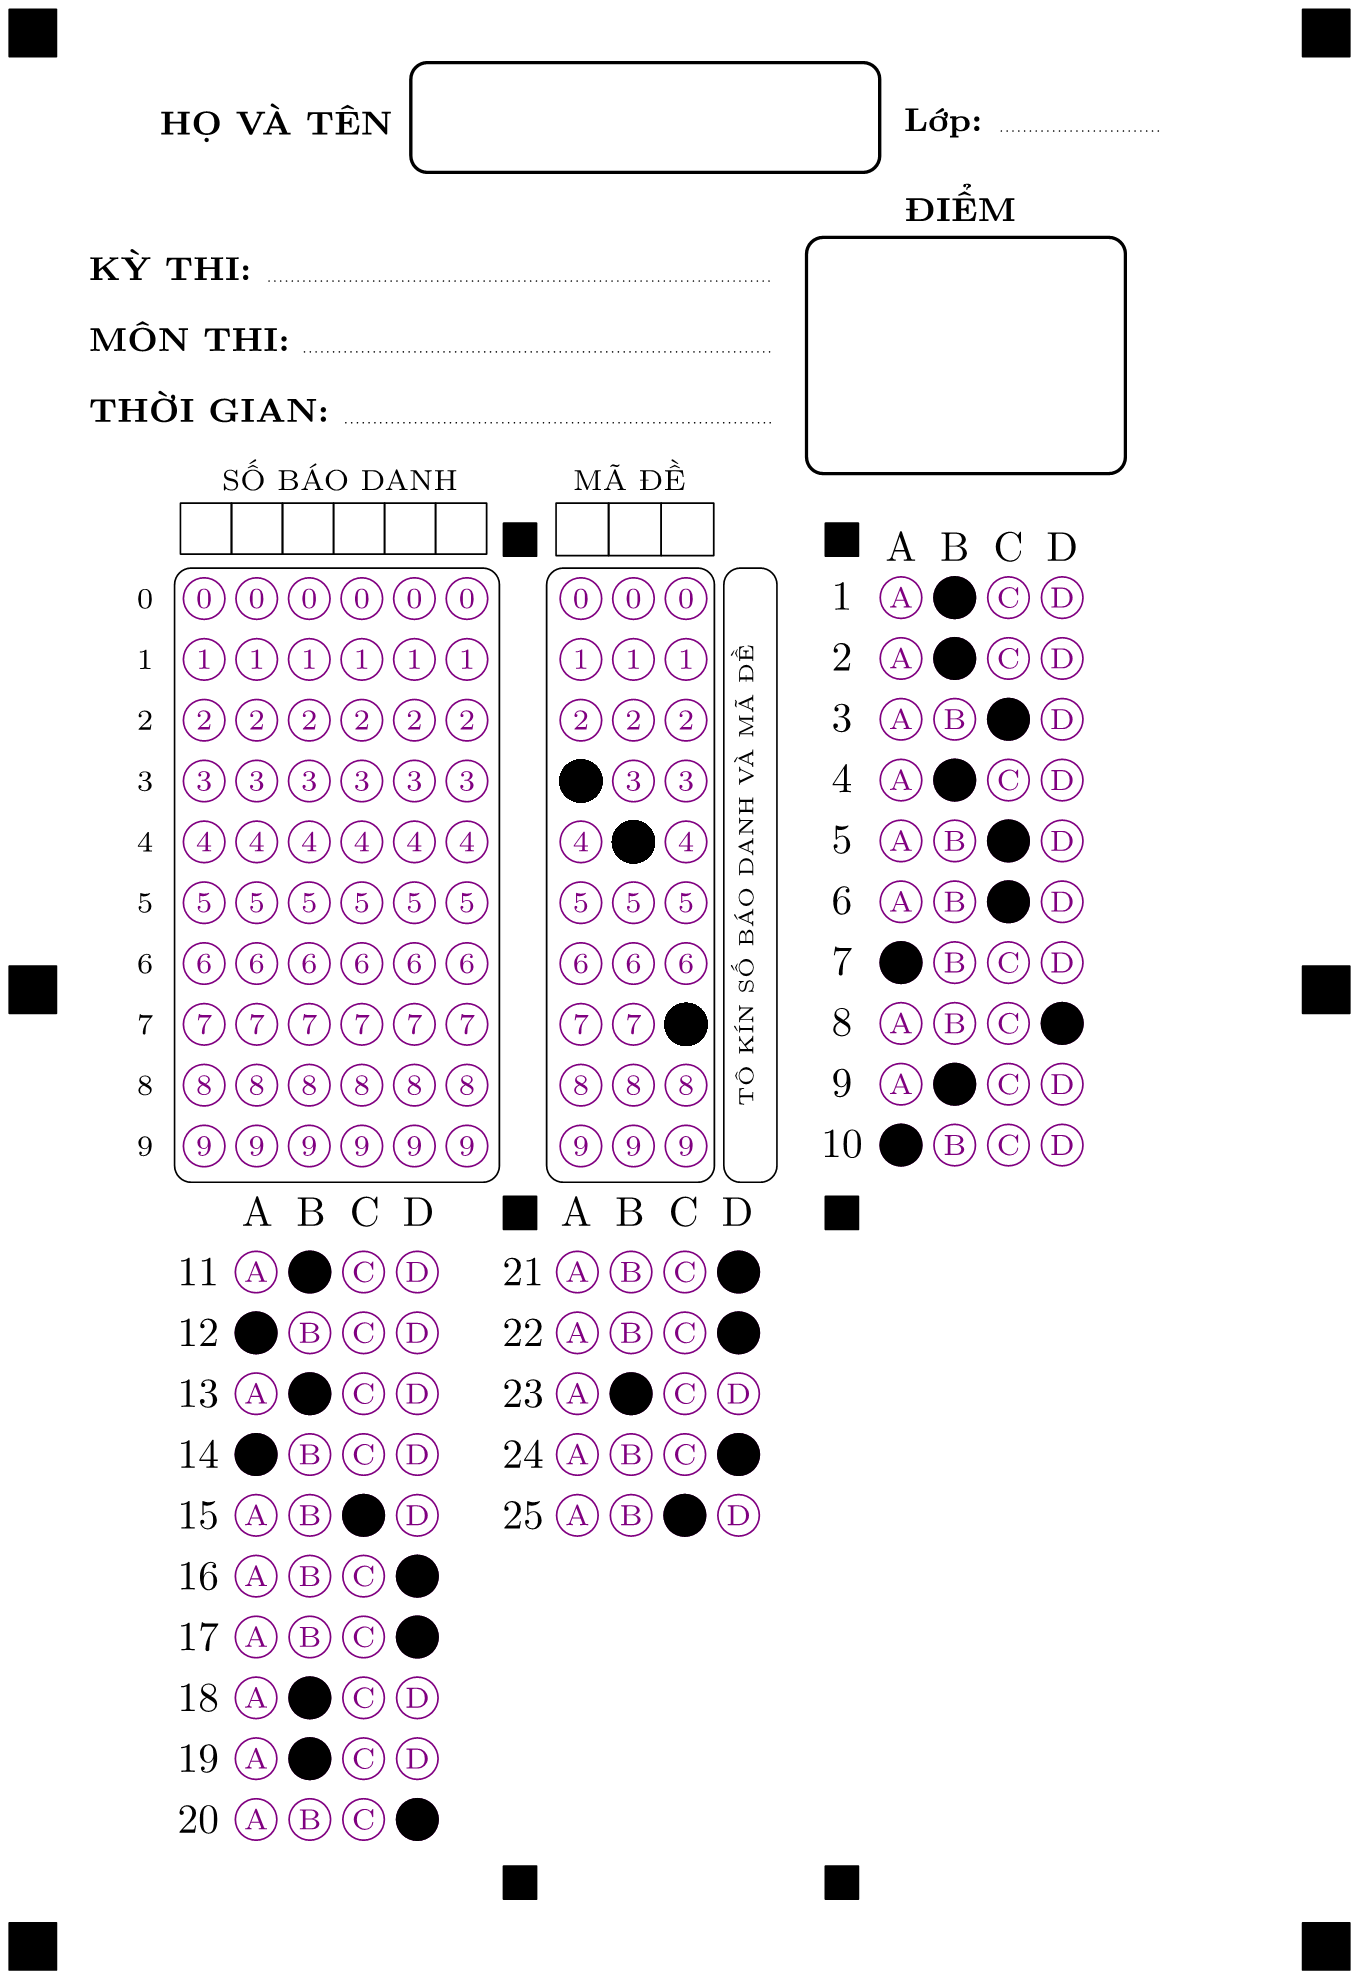 HỌ VÀ TÊN
Lớp: ........................
ĐIỂM
KỲ THI: ........................
MÔN THI: ........................
THỜI GIAN: ........................
SỐ BÁO DANH
MÃ ĐỀ
0 0 0 0 0 0 0 0 0 0
1 1 1 1 1 1 1 1 1 1
2 2 2 2 2 2 2 2 2 2
3 3 3 3 3 3 3 3 3
4 4 4 4 4 4 4 4 4
5 5 5 5 5 5 5 5 5 5
6 6 6 6 6 6 6 6 6 6
7 7 7 7 7 7 7 7 7
8 8 8 8 8 8 8 8 8 8
9 9 9 9 9 9 9 9 9 9
TÔ KÍN SỐ BÁO DANH VÀ MÃ ĐỀ
A B C D
1 A C D
2 A C D
3 A B D
4 A C D
5 A B D
6 A B D
7 B C D
8 A B C
9 A C D
10 B C D
A B C D
11 A C D
12 B C D
13 A C D
14 B C D
15 A B D
16 A B C
17 A B C
18 A C D
19 A C D
20 A B C
A B C D
21 A B C
22 A B C
23 A C D
24 A B C
25 A B D